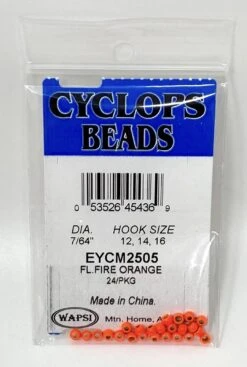 CYCLOPS
BEADS
0 53526 45436 9
DIA. HOOK SIZE
7/64" 12, 14, 16
EYCM2505
FL.FIRE ORANGE
24/PKG
Made in China.
WAPSI Mtn. Home, A